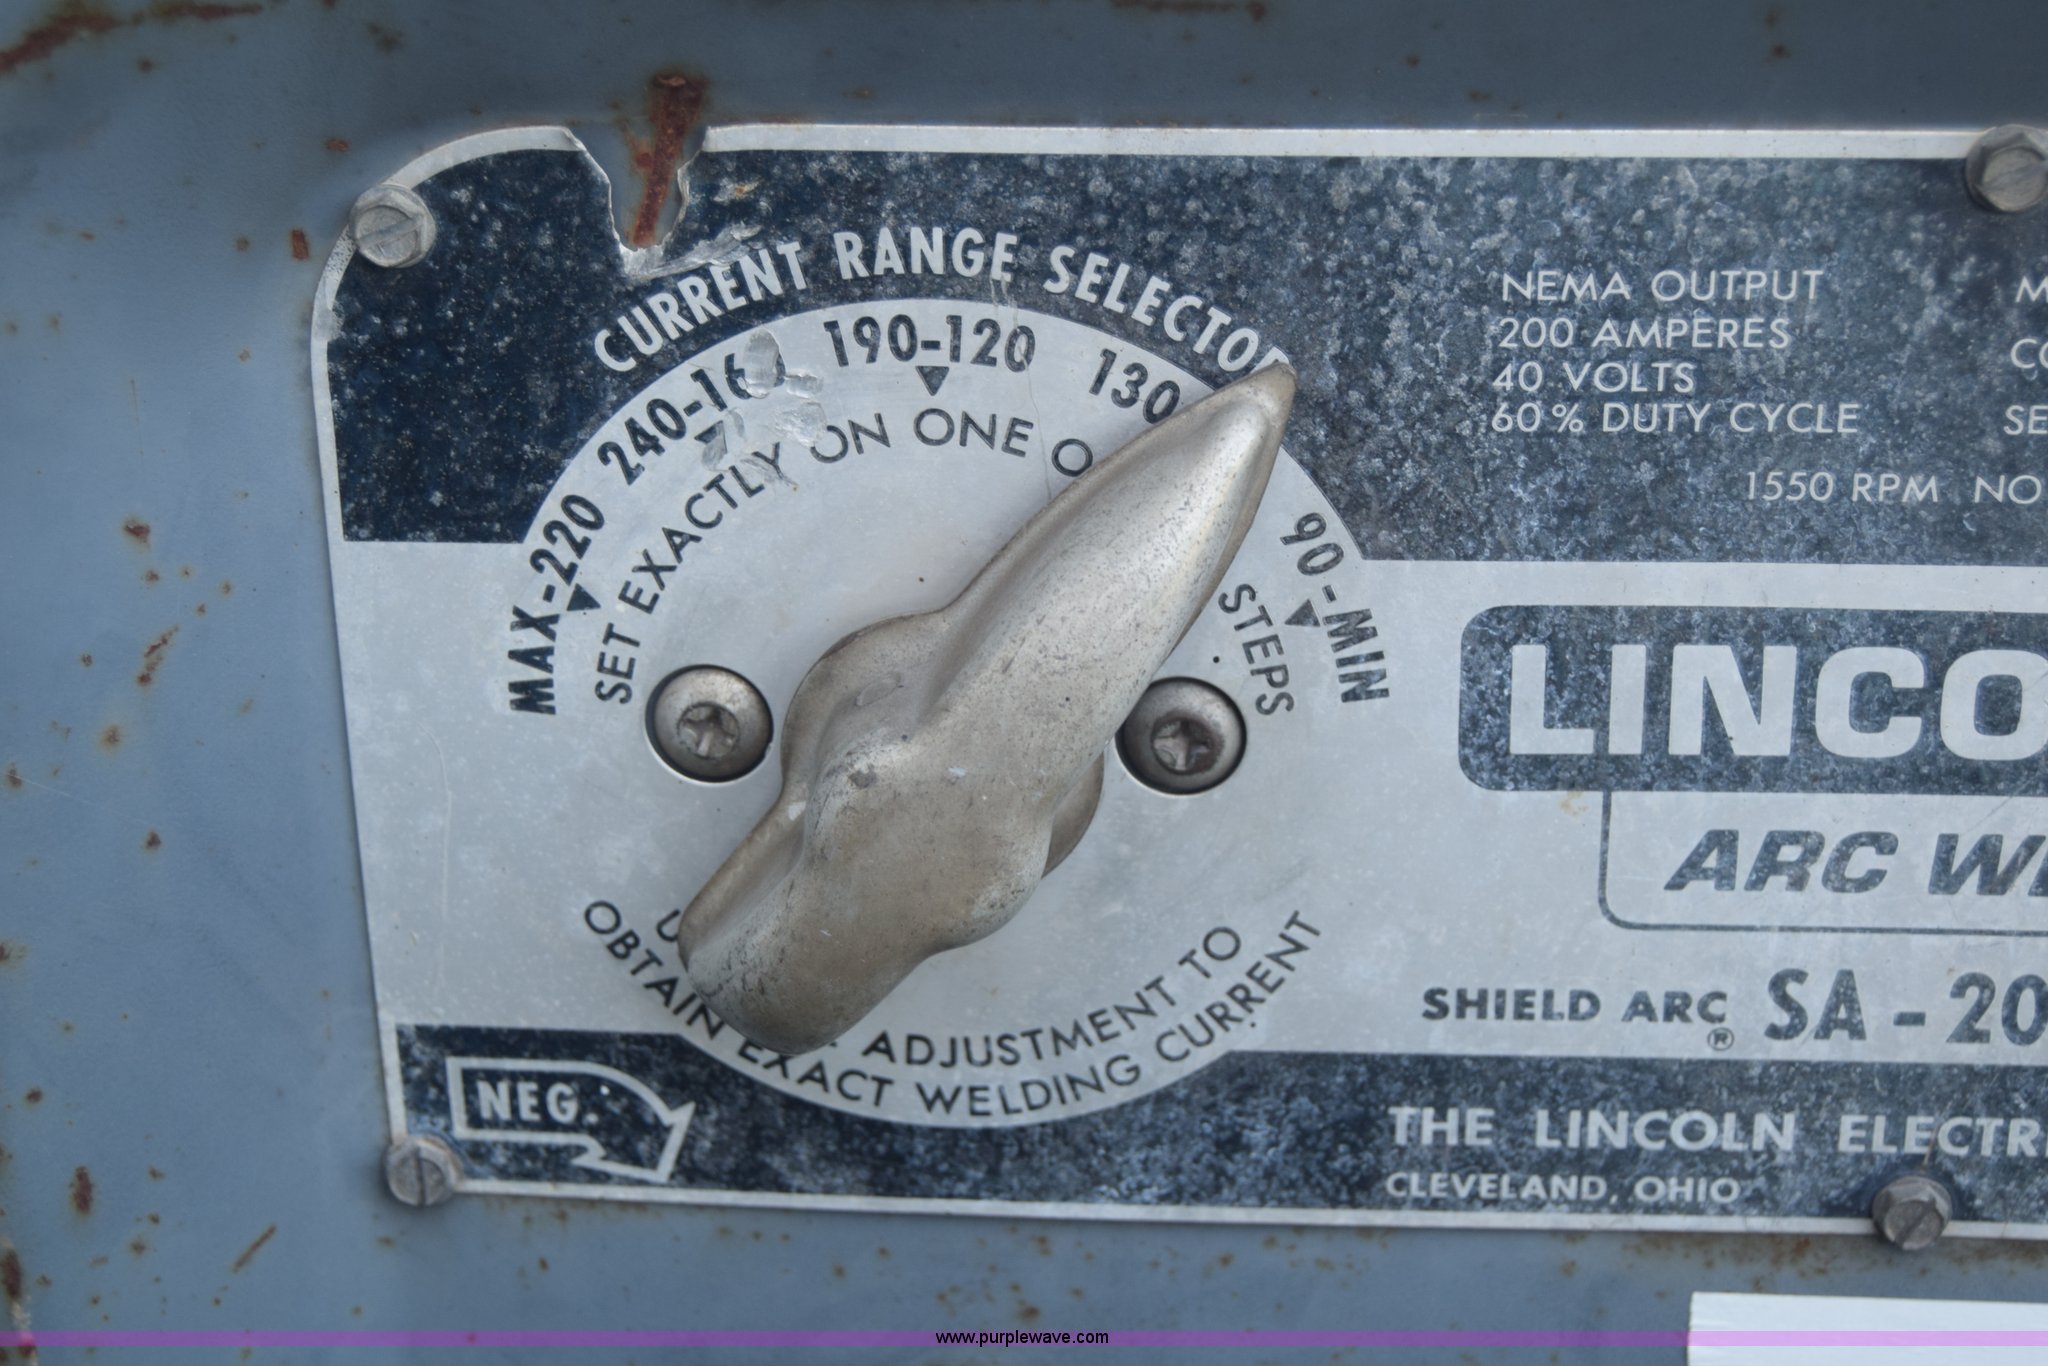 CURRENT RANGE SELECTOR
MAX-220 240-160 190-120 130 90-MIN
SET EXACTLY ON ONE O STEPS
ADJUSTMENT TO
OBTAIN EXACT WELDING CURRENT
NEG.
NEMA OUTPUT
200 AMPERES
40 VOLTS
60% DUTY CYCLE
1550 RPM NO
LINCO
ARC
SHIELD ARC® SA-20
THE LINCOLN ELECTR
CLEVELAND, OHIO
www.purplewave.com